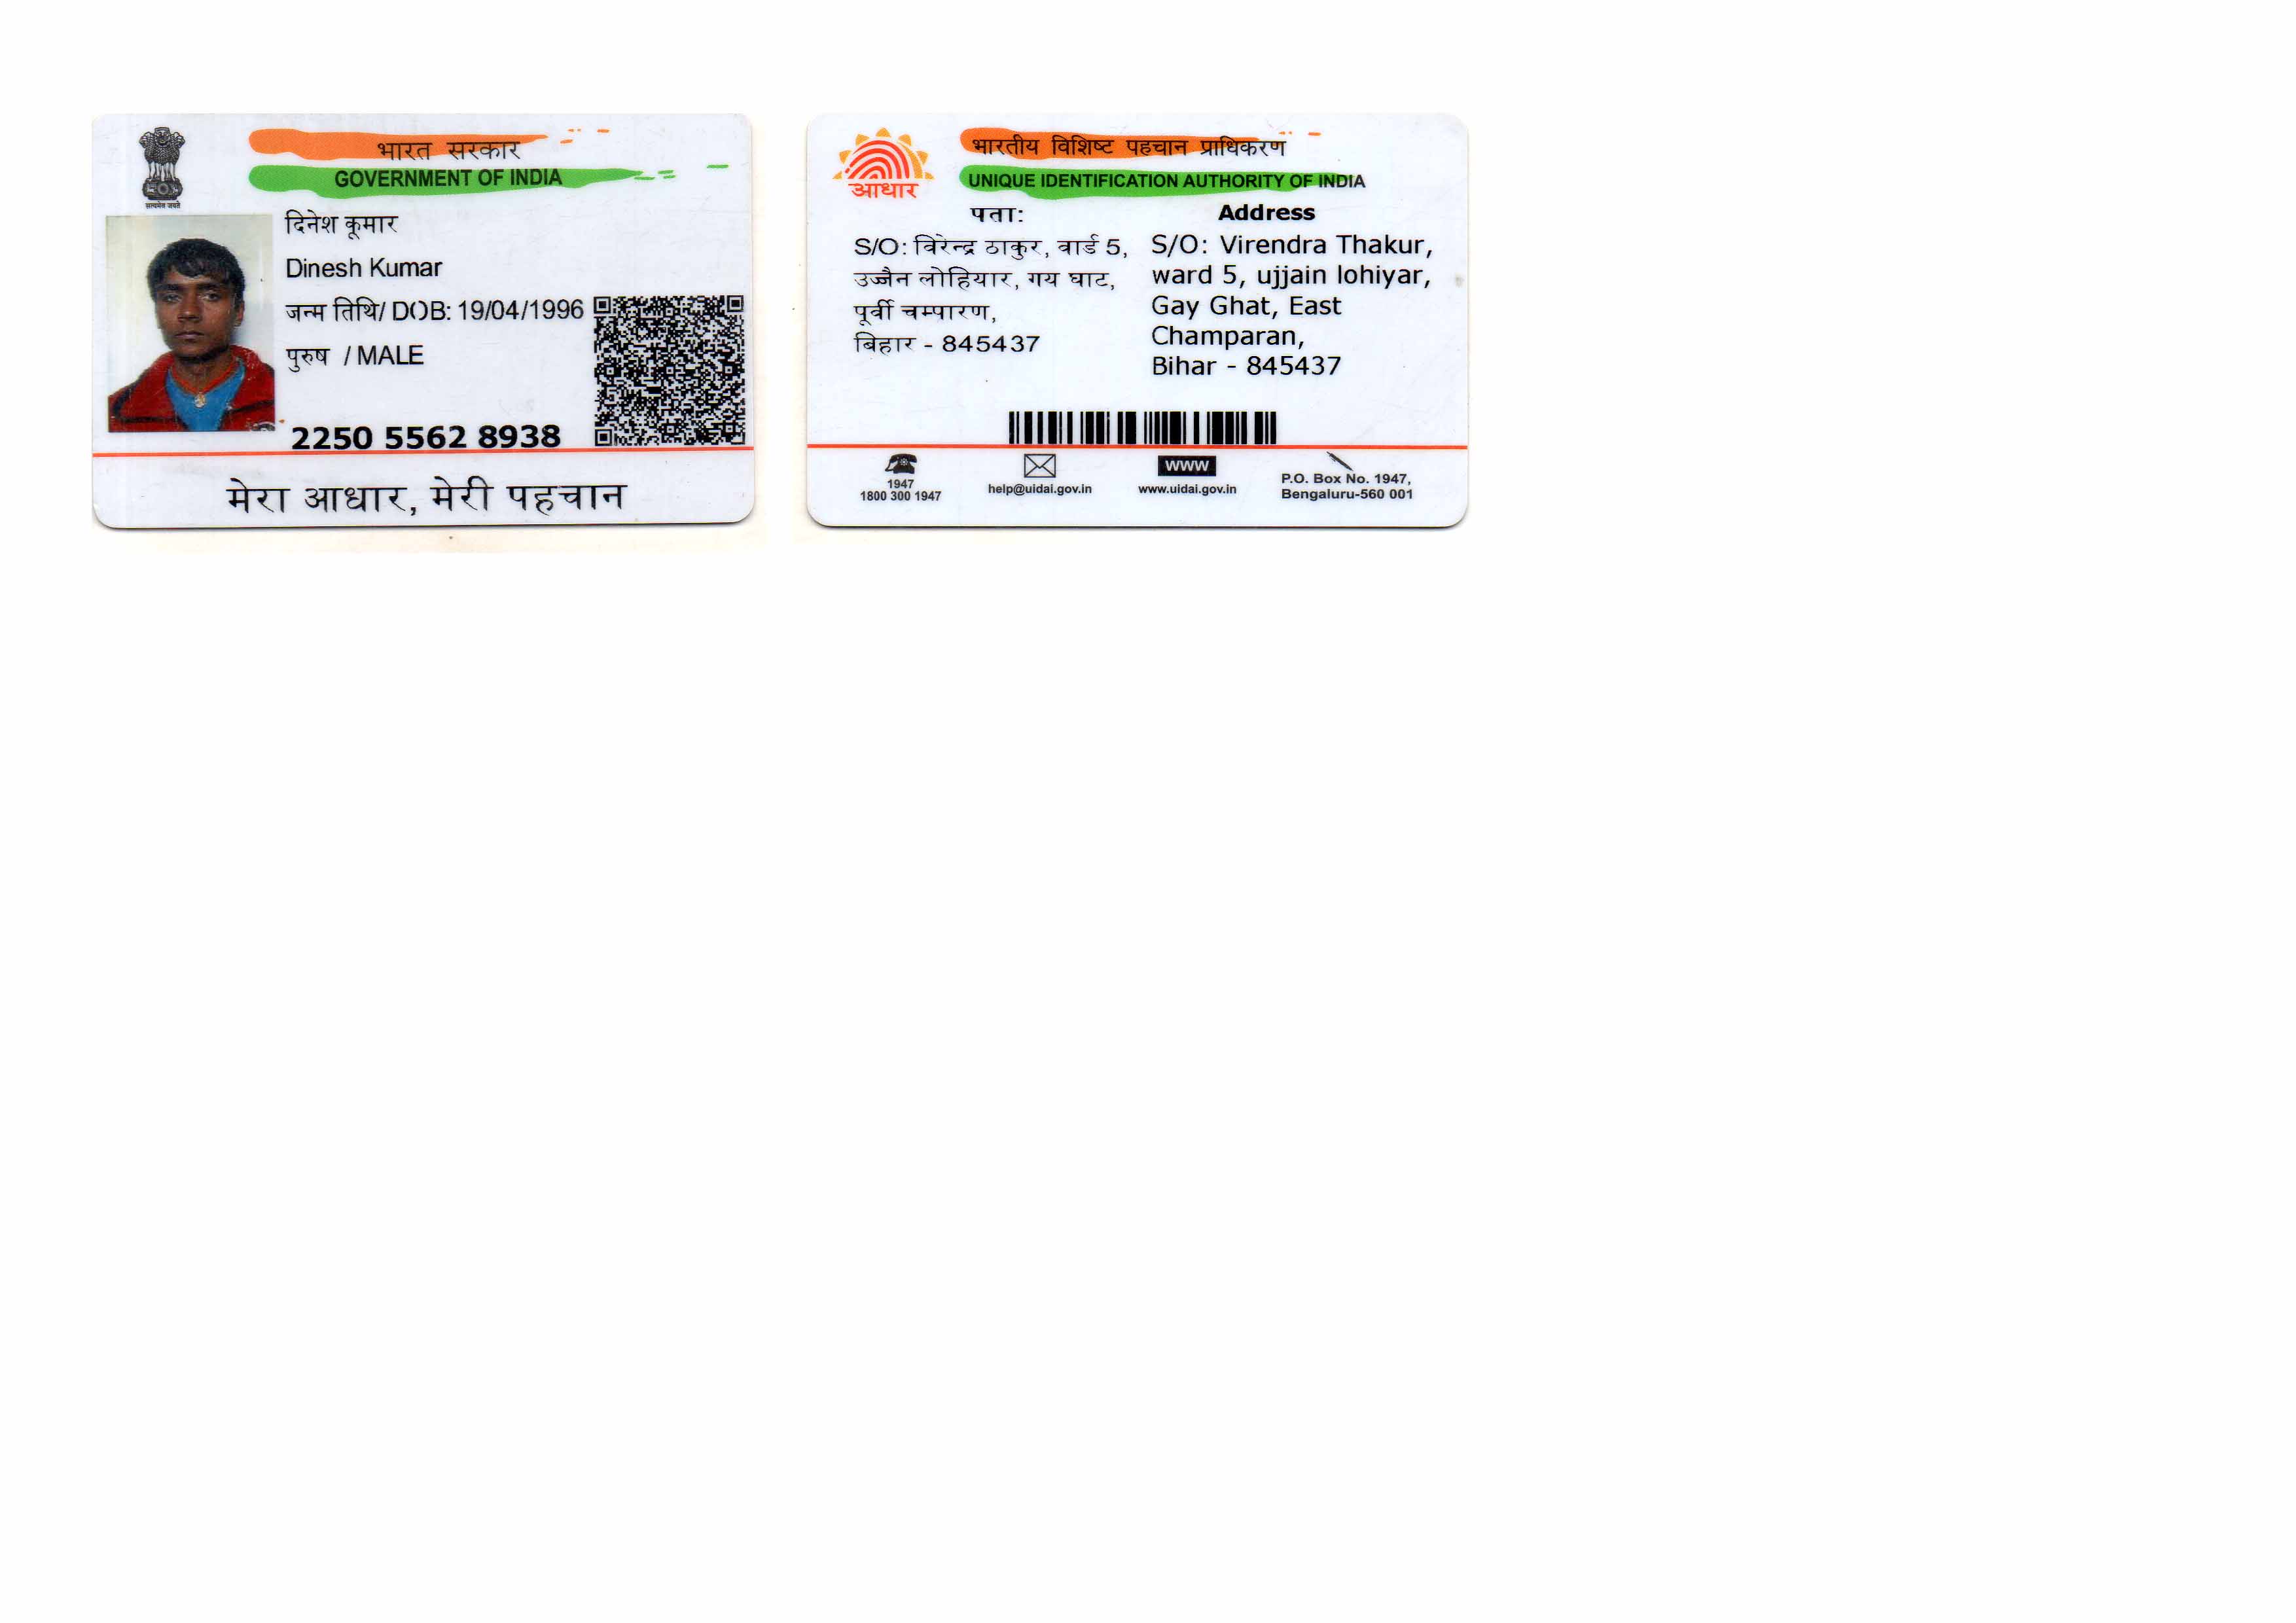 भारत सरकार
GOVERNMENT OF INDIA
सत्यमेव जयते
दिनेश कूमार
Dinesh Kumar
जन्म तिथि/ DOB: 19/04/1996
पुरुष / MALE
2250 5562 8938
मेरा आधार, मेरी पहचान
भारतीय विशिष्ट पहचान प्राधिकरण
UNIQUE IDENTIFICATION AUTHORITY OF INDIA
आधार
पता:
S/O: विरेन्द्र ठाकुर, वार्ड 5,
उज्जैन लोहियार, गय घाट,
पूर्वी चम्पारण,
बिहार - 845437
Address
S/O: Virendra Thakur,
ward 5, ujjain lohiyar,
Gay Ghat, East
Champaran,
Bihar - 845437
1947
1800 300 1947
help@uidai.gov.in
www
www.uidai.gov.in
P.O. Box No. 1947,
Bengaluru-560 001